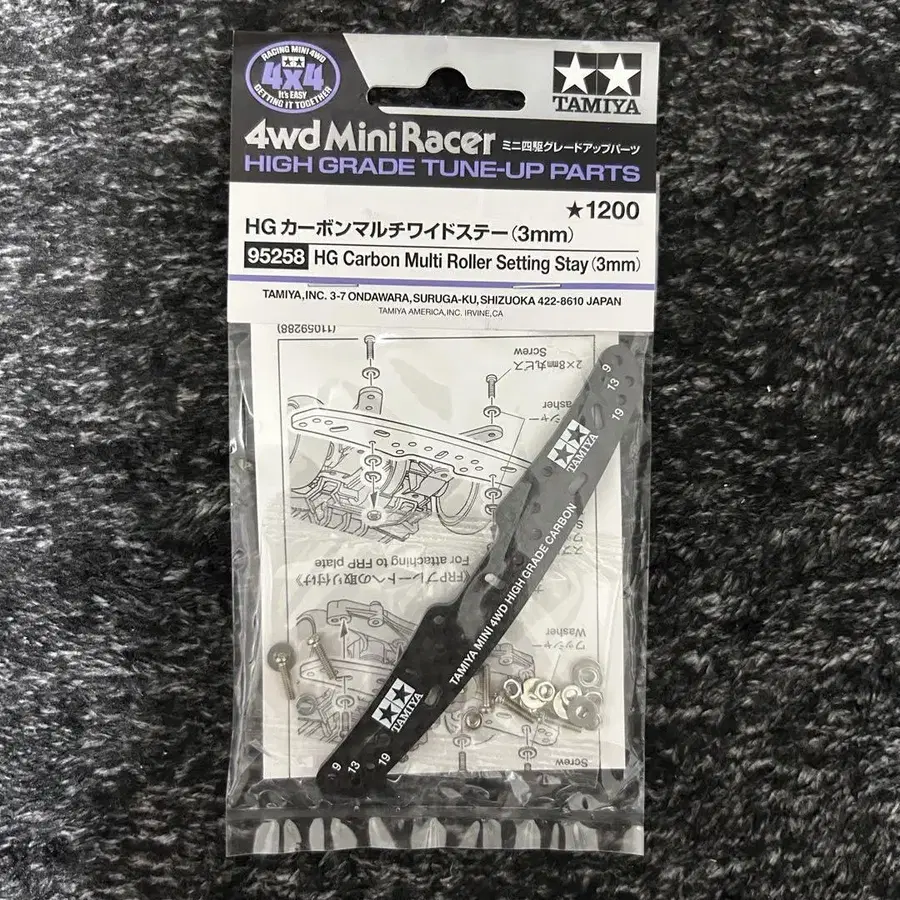 RACING MINI 4WD
4x4
It's EASY
GETTING IT TOGETHER
TAMIYA
4wd Mini Racer ミニ四駆グレードアップパーツ
HIGH GRADE TUNE-UP PARTS
★1200
HG カーボンマルチワイドステー(3mm)
95258 HG Carbon Multi Roller Setting Stay (3mm)
TAMIYA, INC. 3-7 ONDAWARA, SURUGA-KU, SHIZUOKA 422-8610 JAPAN
TAMIYA AMERICA, INC. IRVINE, CA
(11059288)
Screw
2×8mm丸ビス
9
13
19
TAMIYA
TAMIYA MINI 4WD HIGH GRADE CARBON
For attaching to FRP plate
《FRPプレートへの取り付け》
Washer
ワッシャー
TAMIYA
9
13
19
Screw